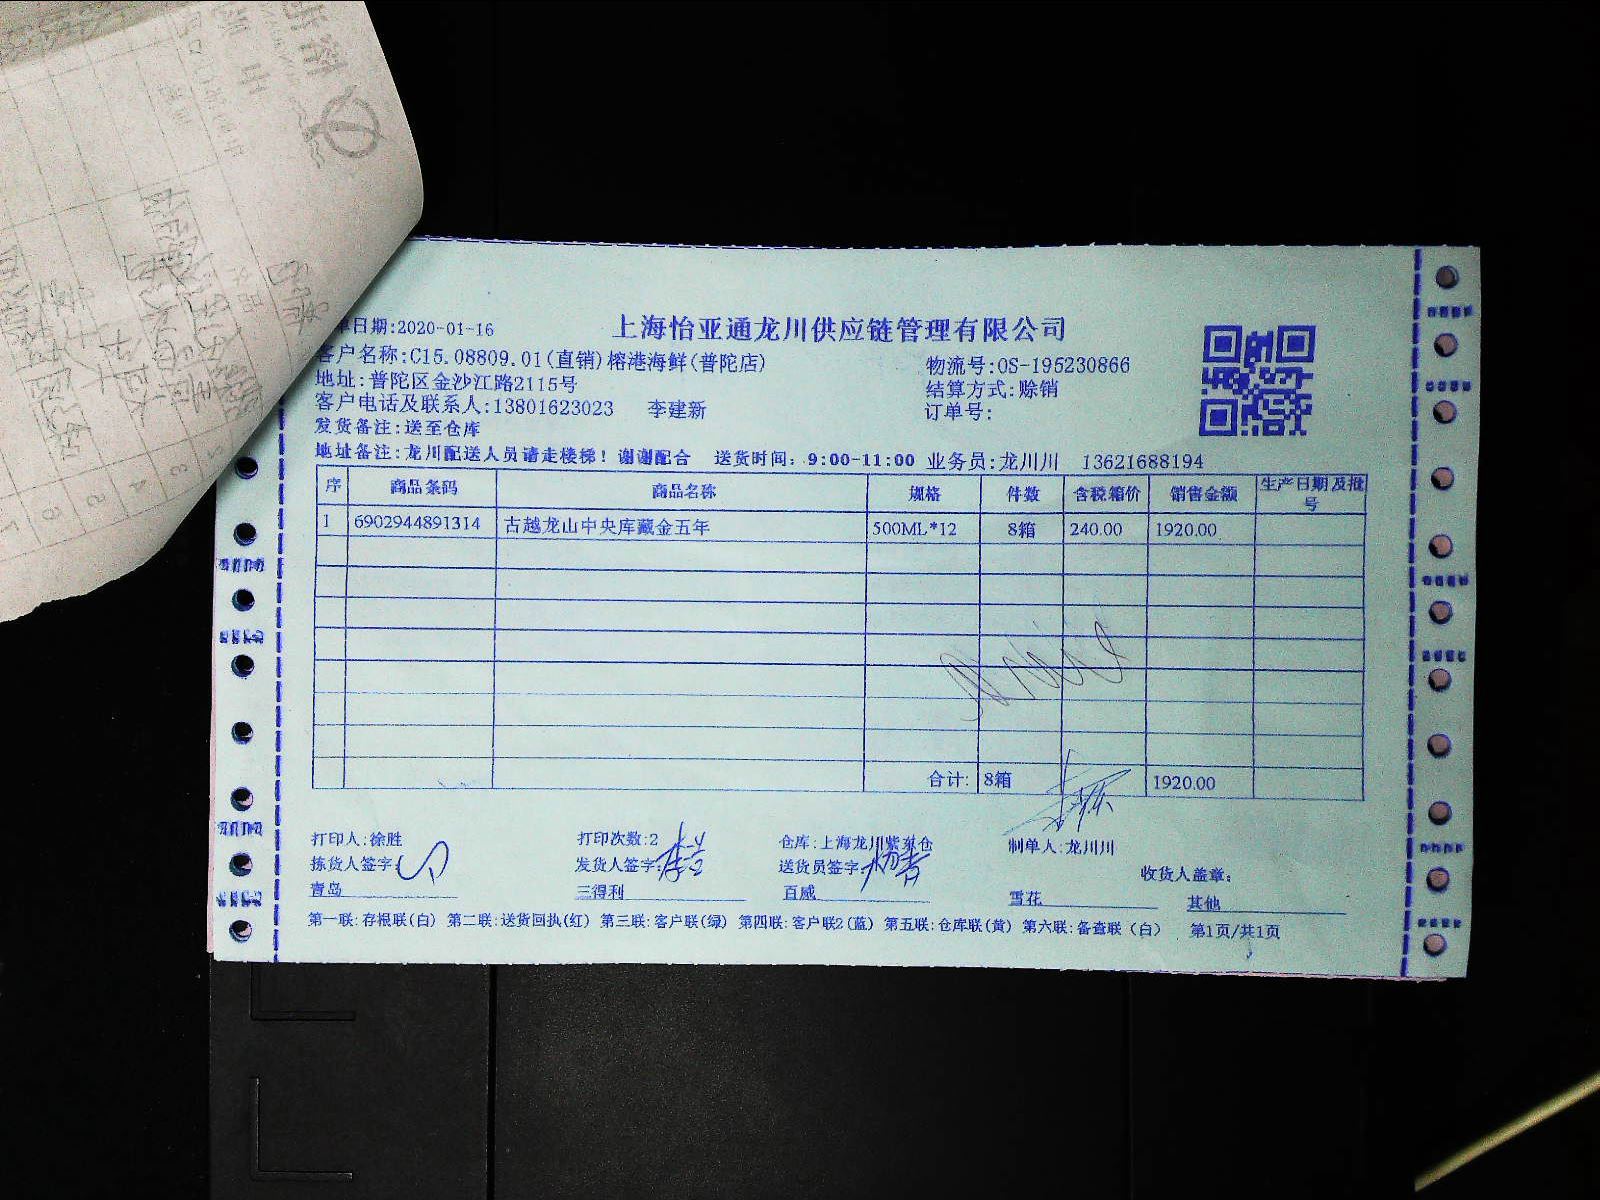 单日期:2020-01-16
上海怡亚通龙川供应链管理有限公司
客户名称:C15.08809.01(直销)榕港海鲜(普陀店)
物流号:OS-195230866
地址:普陀区金沙江路2115号
结算方式:赊销
客户电话及联系人:13801623023 李建新
订单号:
发货备注:送至仓库
地址备注:龙川配送人员请走楼梯!谢谢配合 送货时间:9:00-11:00 业务员:龙川川 13621688194
序 商品条码 商品名称 规格 件数 含税箱价 销售金额 生产日期及批号
1 6902944891314 古越龙山中央库藏金五年 500ML*12 8箱 240.00 1920.00
合计: 8箱 1920.00
打印人:徐胜 打印次数:2 仓库:上海龙川紫东仓 制单人:龙川川
拣货人签字 发货人签字: 送货员签字 收货人盖章:
青岛 三得利 百威 雪花 其他
第一联:存根联(白) 第二联:送货回执(红) 第三联:客户联(绿) 第四联:客户联2(蓝) 第五联:仓库联(黄) 第六联:备查联(白) 第1页/共1页